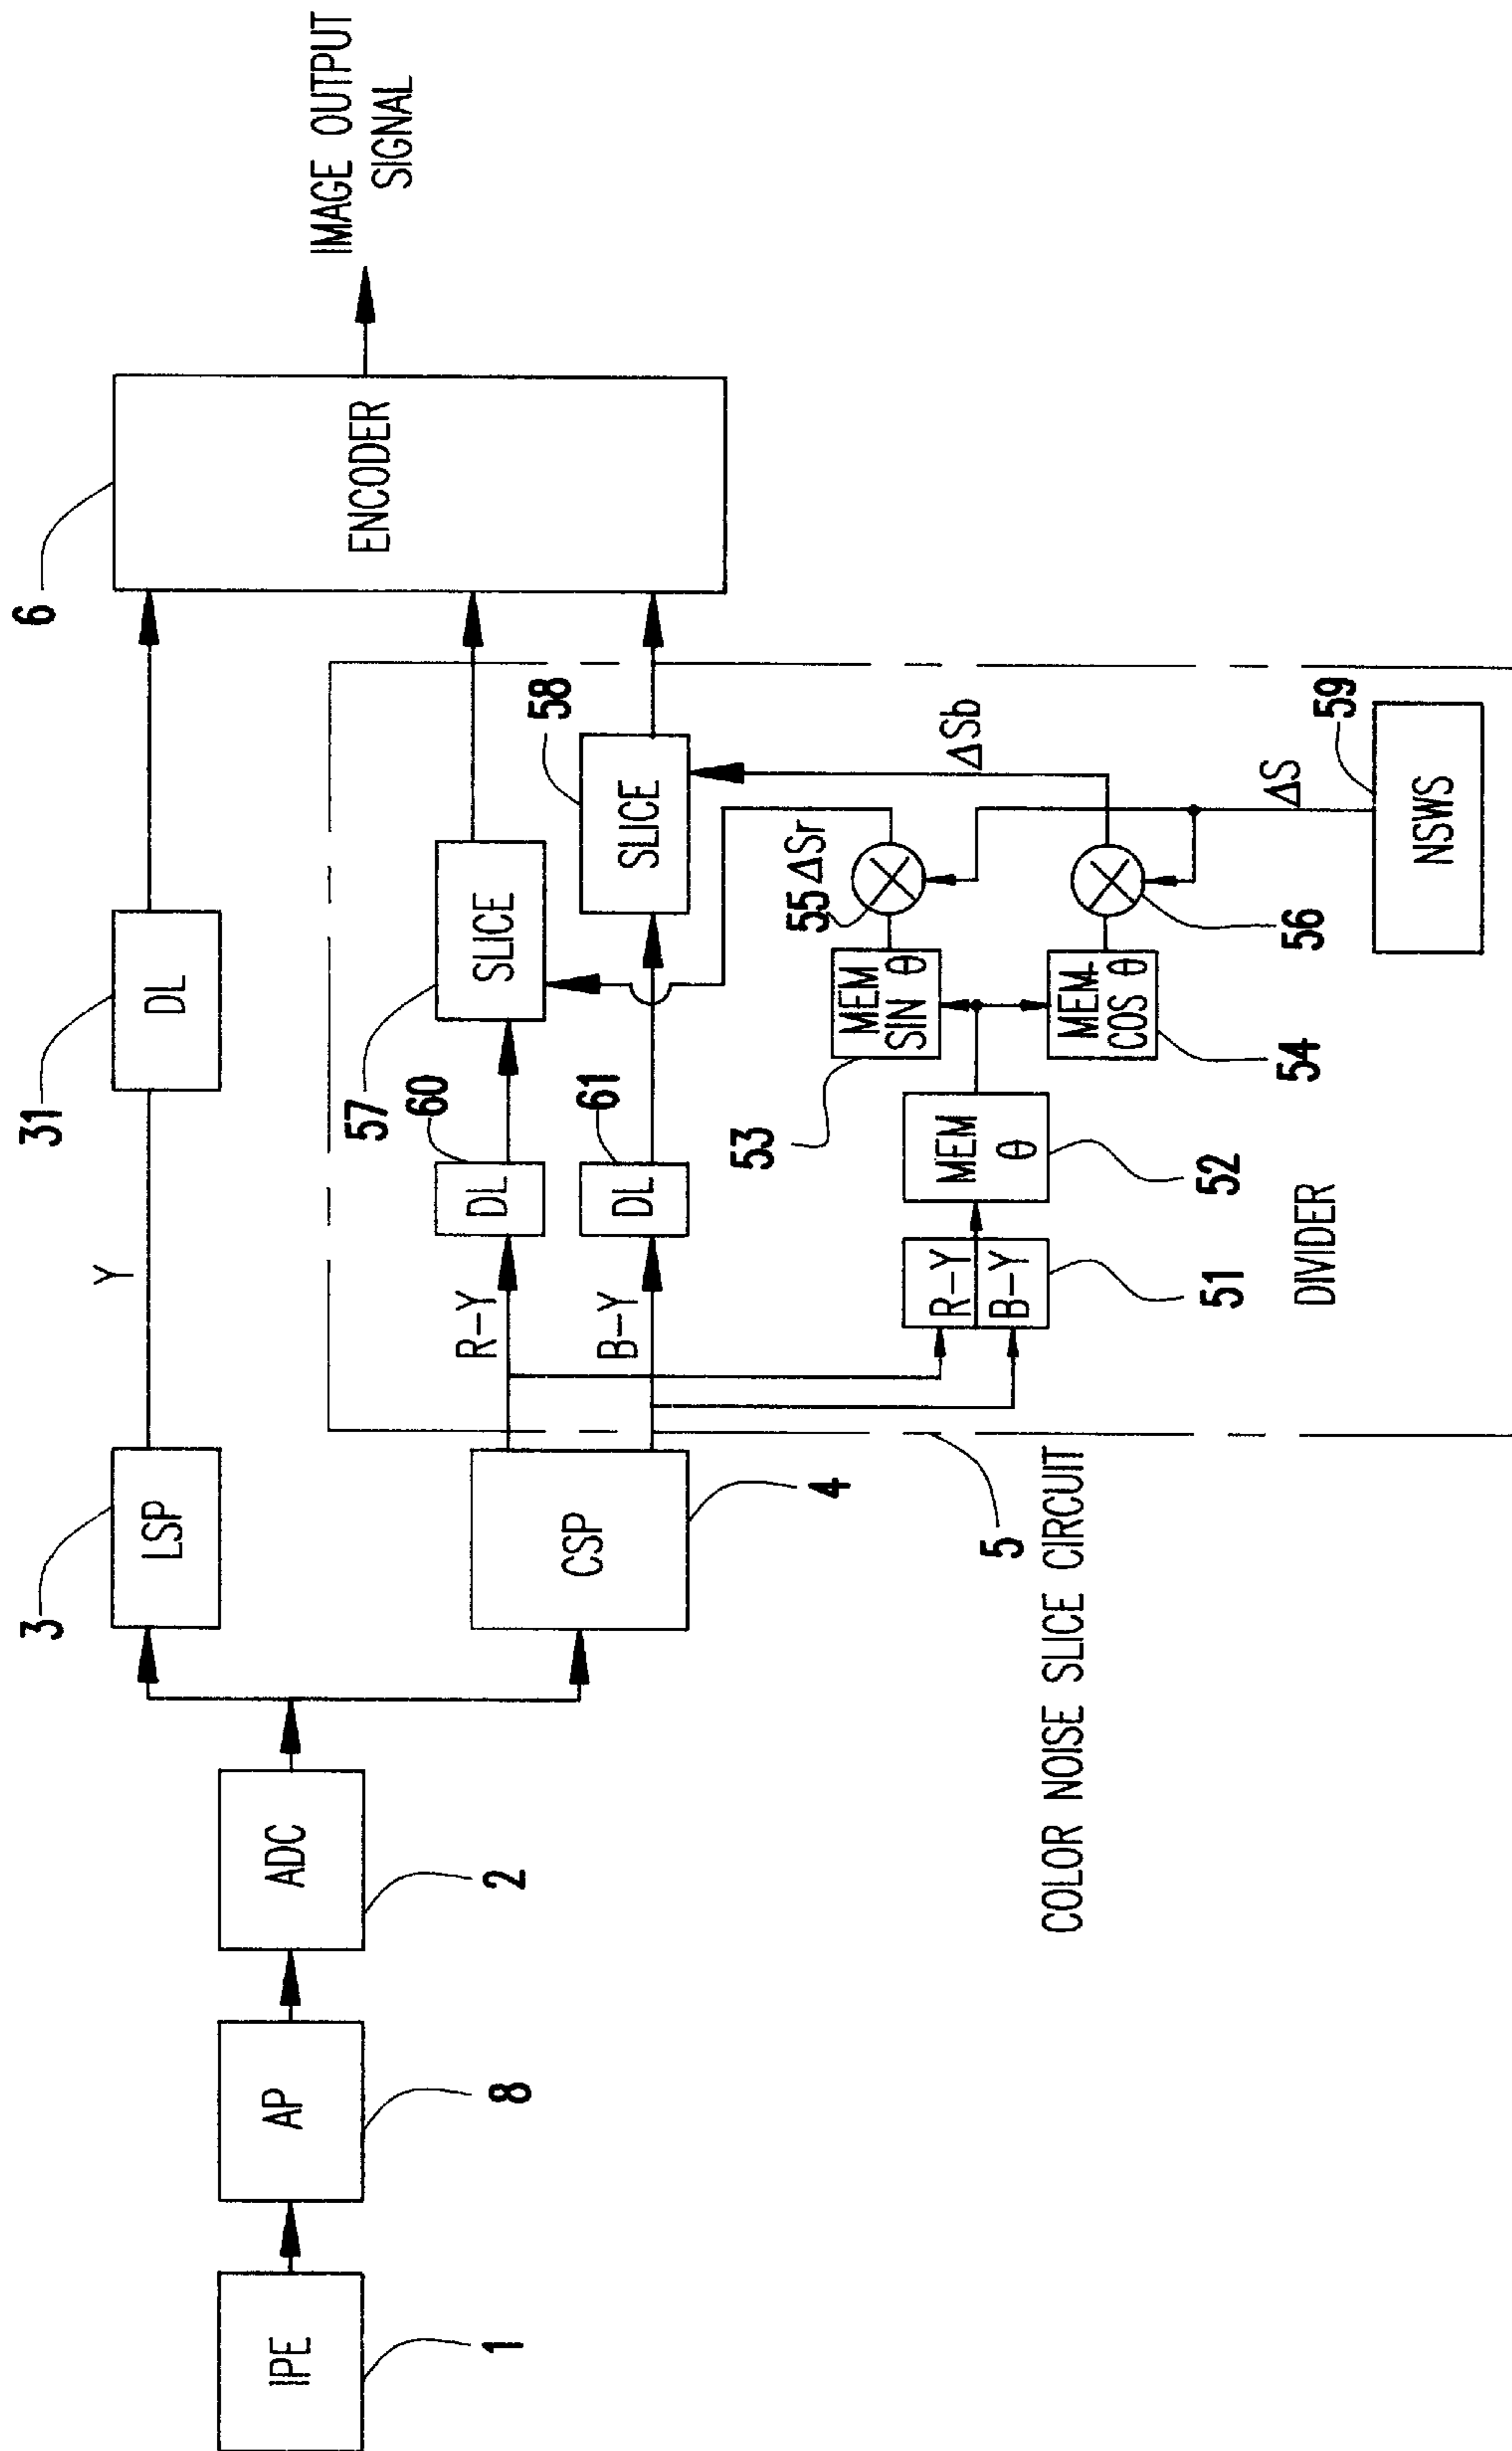 IPE
1
AP
8
ADC
2
3
LSP
Y
31
DL
6
ENCODER
IMAGE OUTPUT
SIGNAL
CSP
4
R-Y
B-Y
60
DL
61
DL
57
SLICE
58
SLICE
R-Y
B-Y
51
DIVIDER
MEM
θ
52
53
MEM
SIN θ
MEM
COS θ
54
55
ΔSr
56
ΔSb
ΔS
59
NSWS
5
COLOR NOISE SLICE CIRCUIT